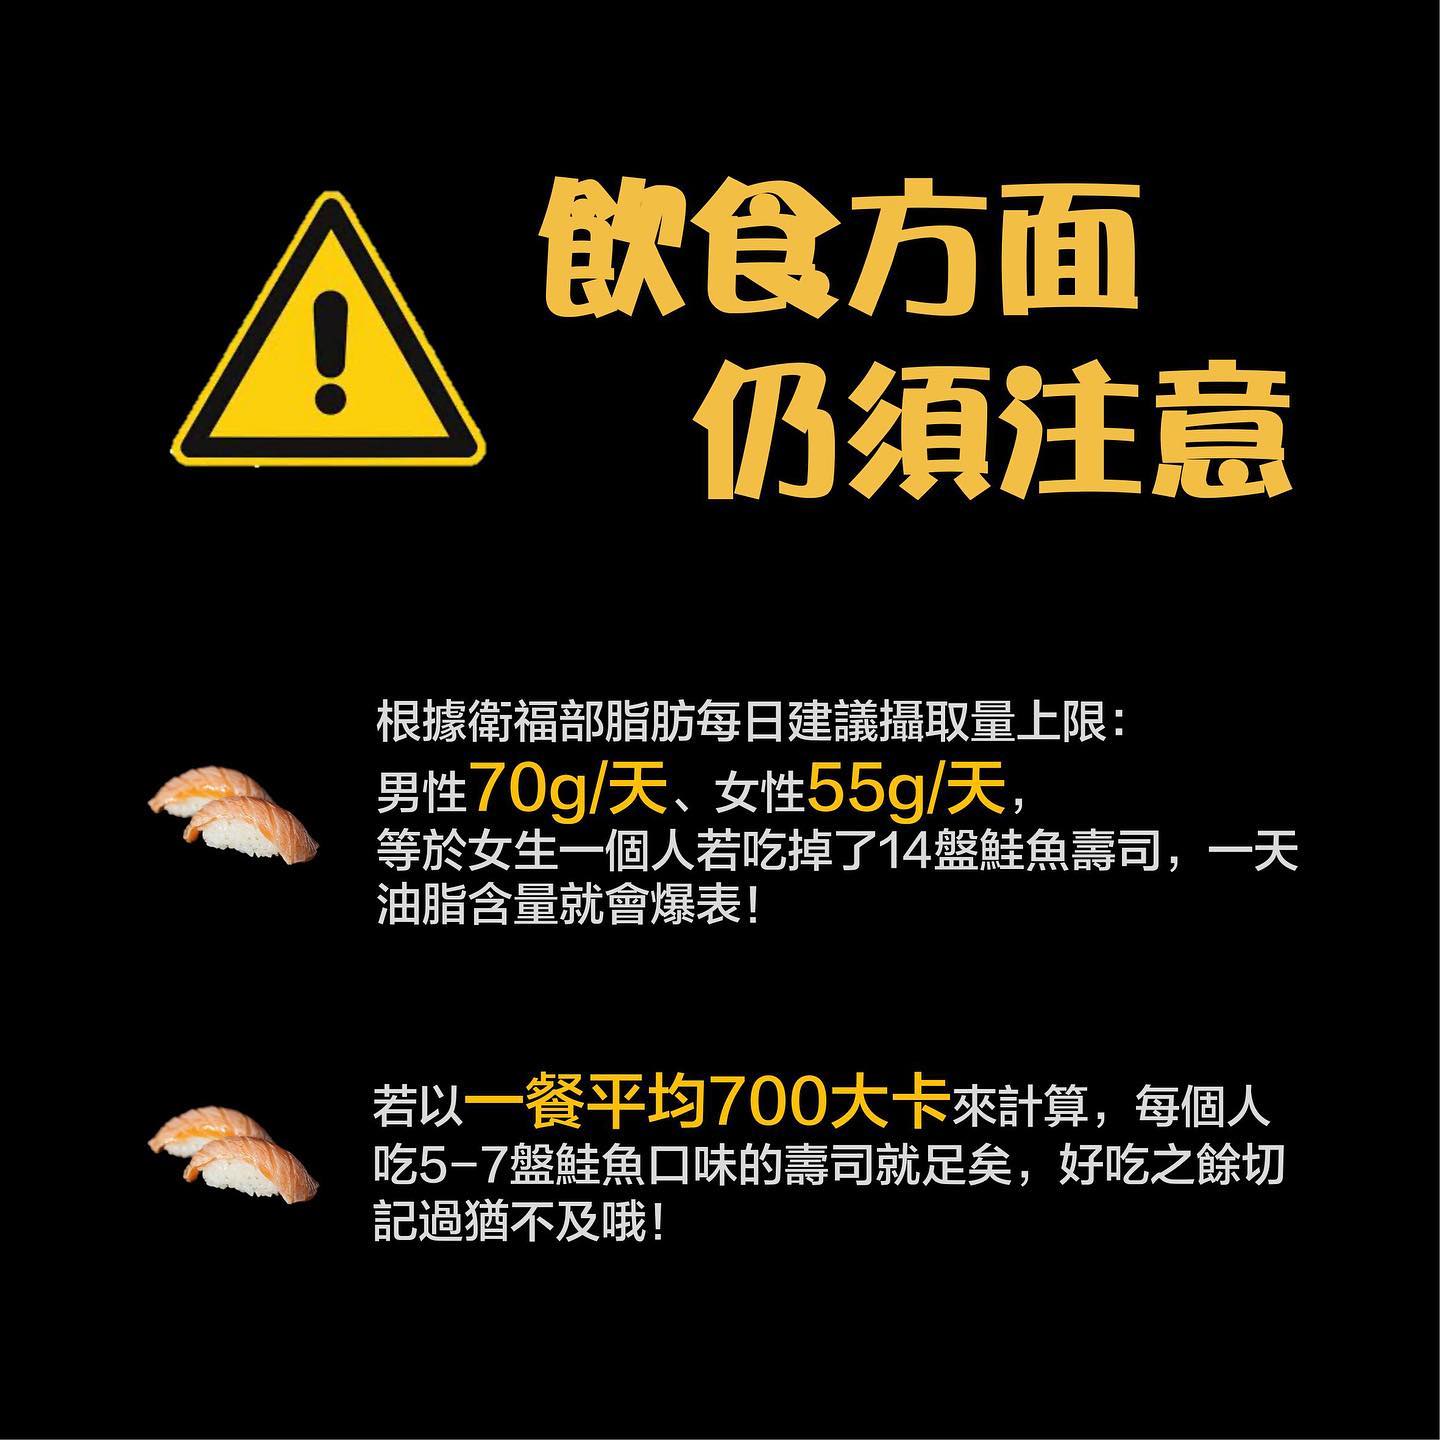 飲食方面
仍須注意
根據衛福部脂肪每日建議攝取量上限：
男性70g/天、女性55g/天，
等於女生一個人若吃掉了14盤鮭魚壽司，一天
油脂含量就會爆表！
若以一餐平均700大卡來計算，每個人
吃5-7盤鮭魚口味的壽司就足矣，好吃之餘切
記過猶不及哦！